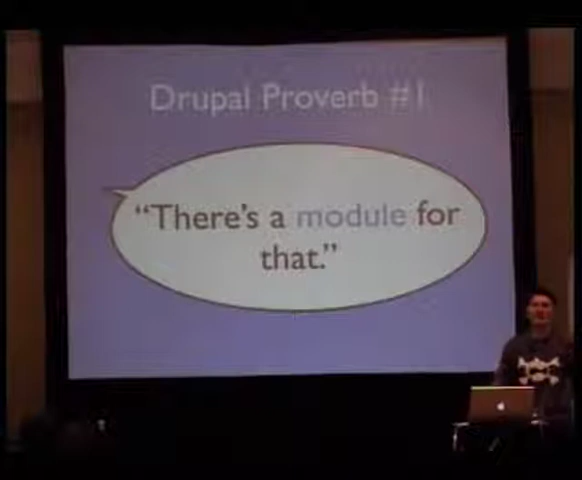 Drupal Proverb #1
“There's a module for
that.”